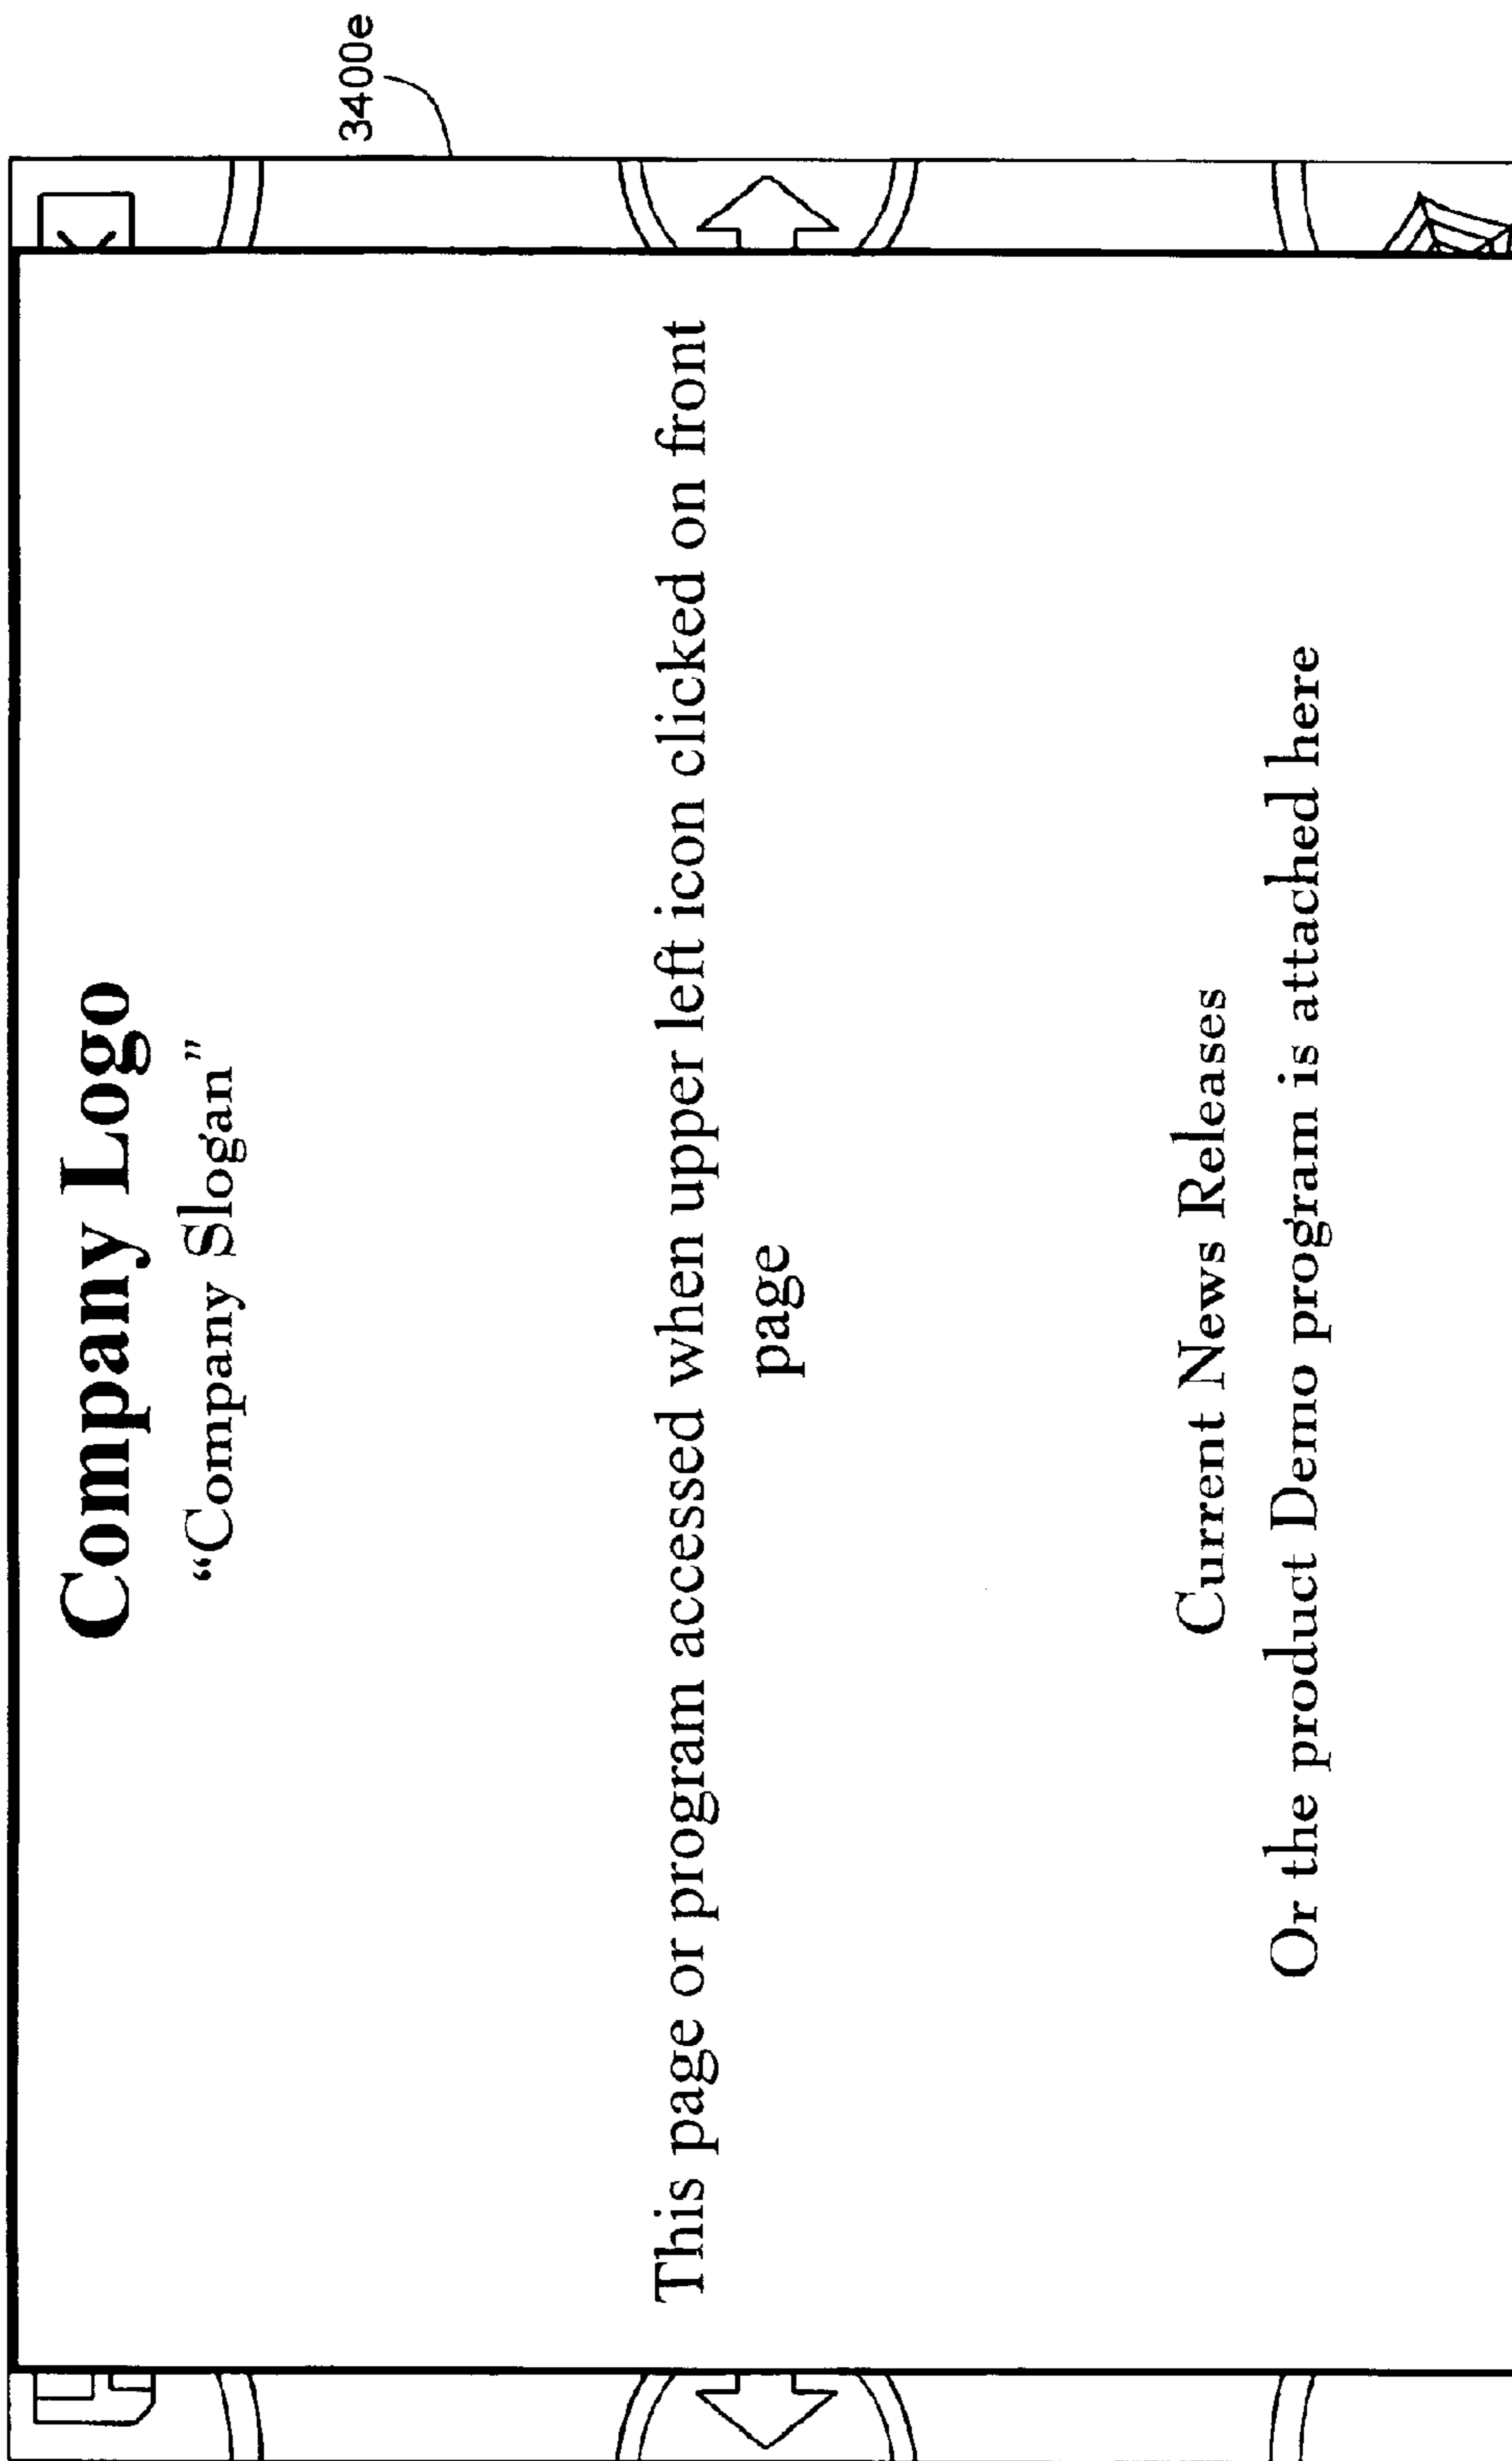 3400e
Company Logo
“Company Slogan”
This page or program accessed when upper left icon clicked on front
page
Current News Releases
Or the product Demo program is attached here